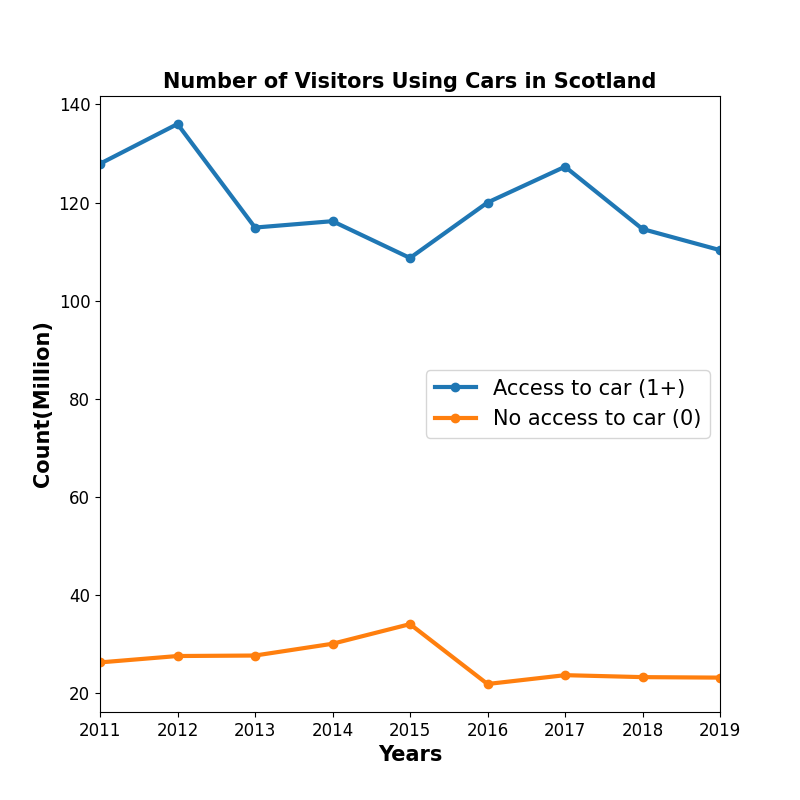 Number of Visitors Using Cars in Scotland
140
120
100
80
60
40
20
Count(Million)
Access to car (1+)
No access to car (0)
2011 2012 2013 2014 2015 2016 2017 2018 2019
Years